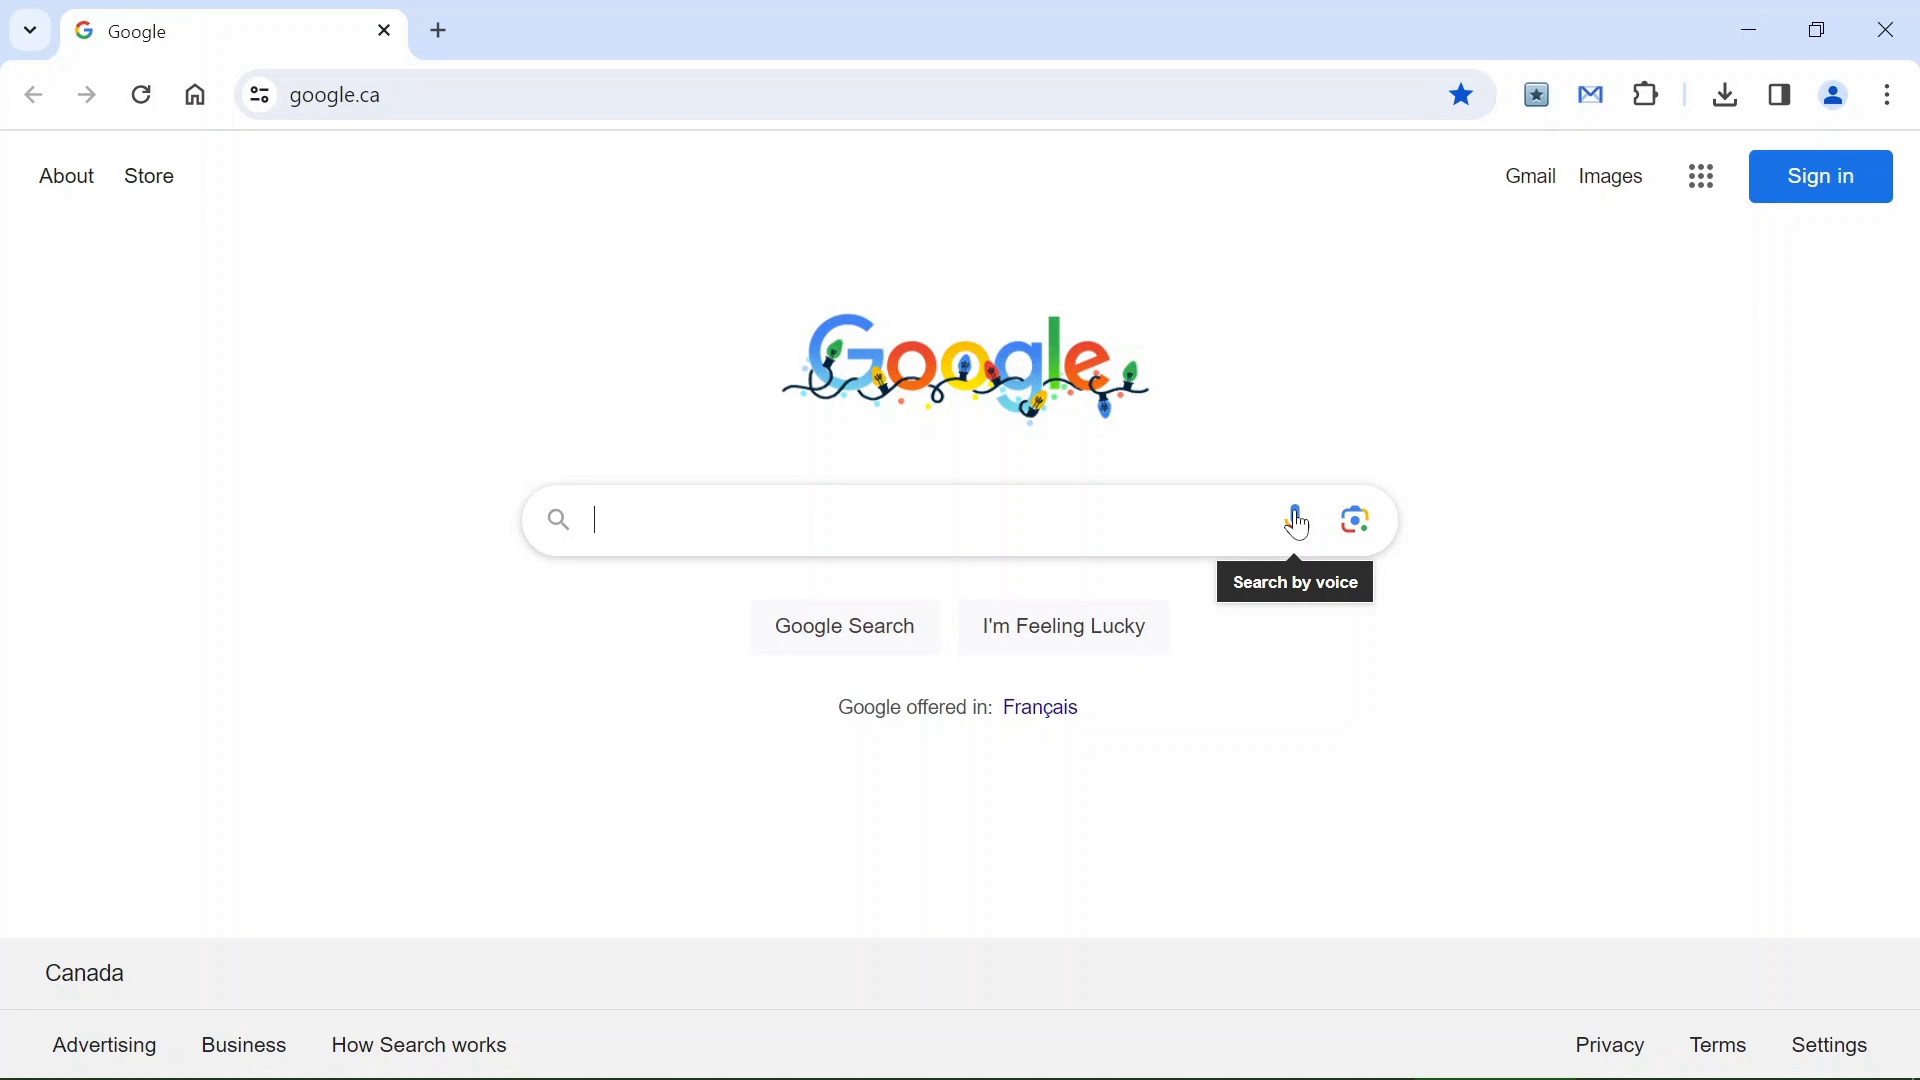 Google
google.ca
About Store Gmail Images Sign in
Google
Search by voice
Google Search I'm Feeling Lucky
Google offered in: Français
Canada
Advertising Business How Search works Privacy Terms Settings